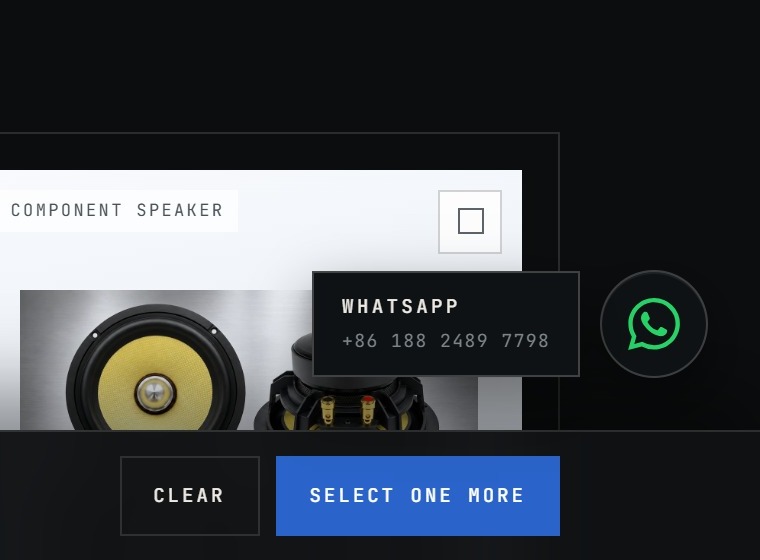 COMPONENT SPEAKER
WHATSAPP
+86 188 2489 7798
CLEAR
SELECT ONE MORE